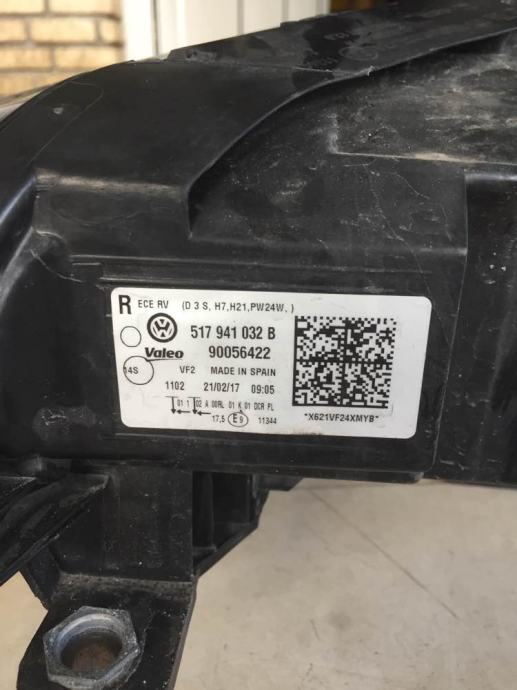 R ECE RV (D 3 S, H7,H21,PW24W, )
517 941 032 B
Valeo 90056422
14S VF2 MADE IN SPAIN
1102 21/02/17 09:05
01 1 02 A 00RL 01 K 01 DCR PL
17,5 E9 11344
*X621VF24XMYB*